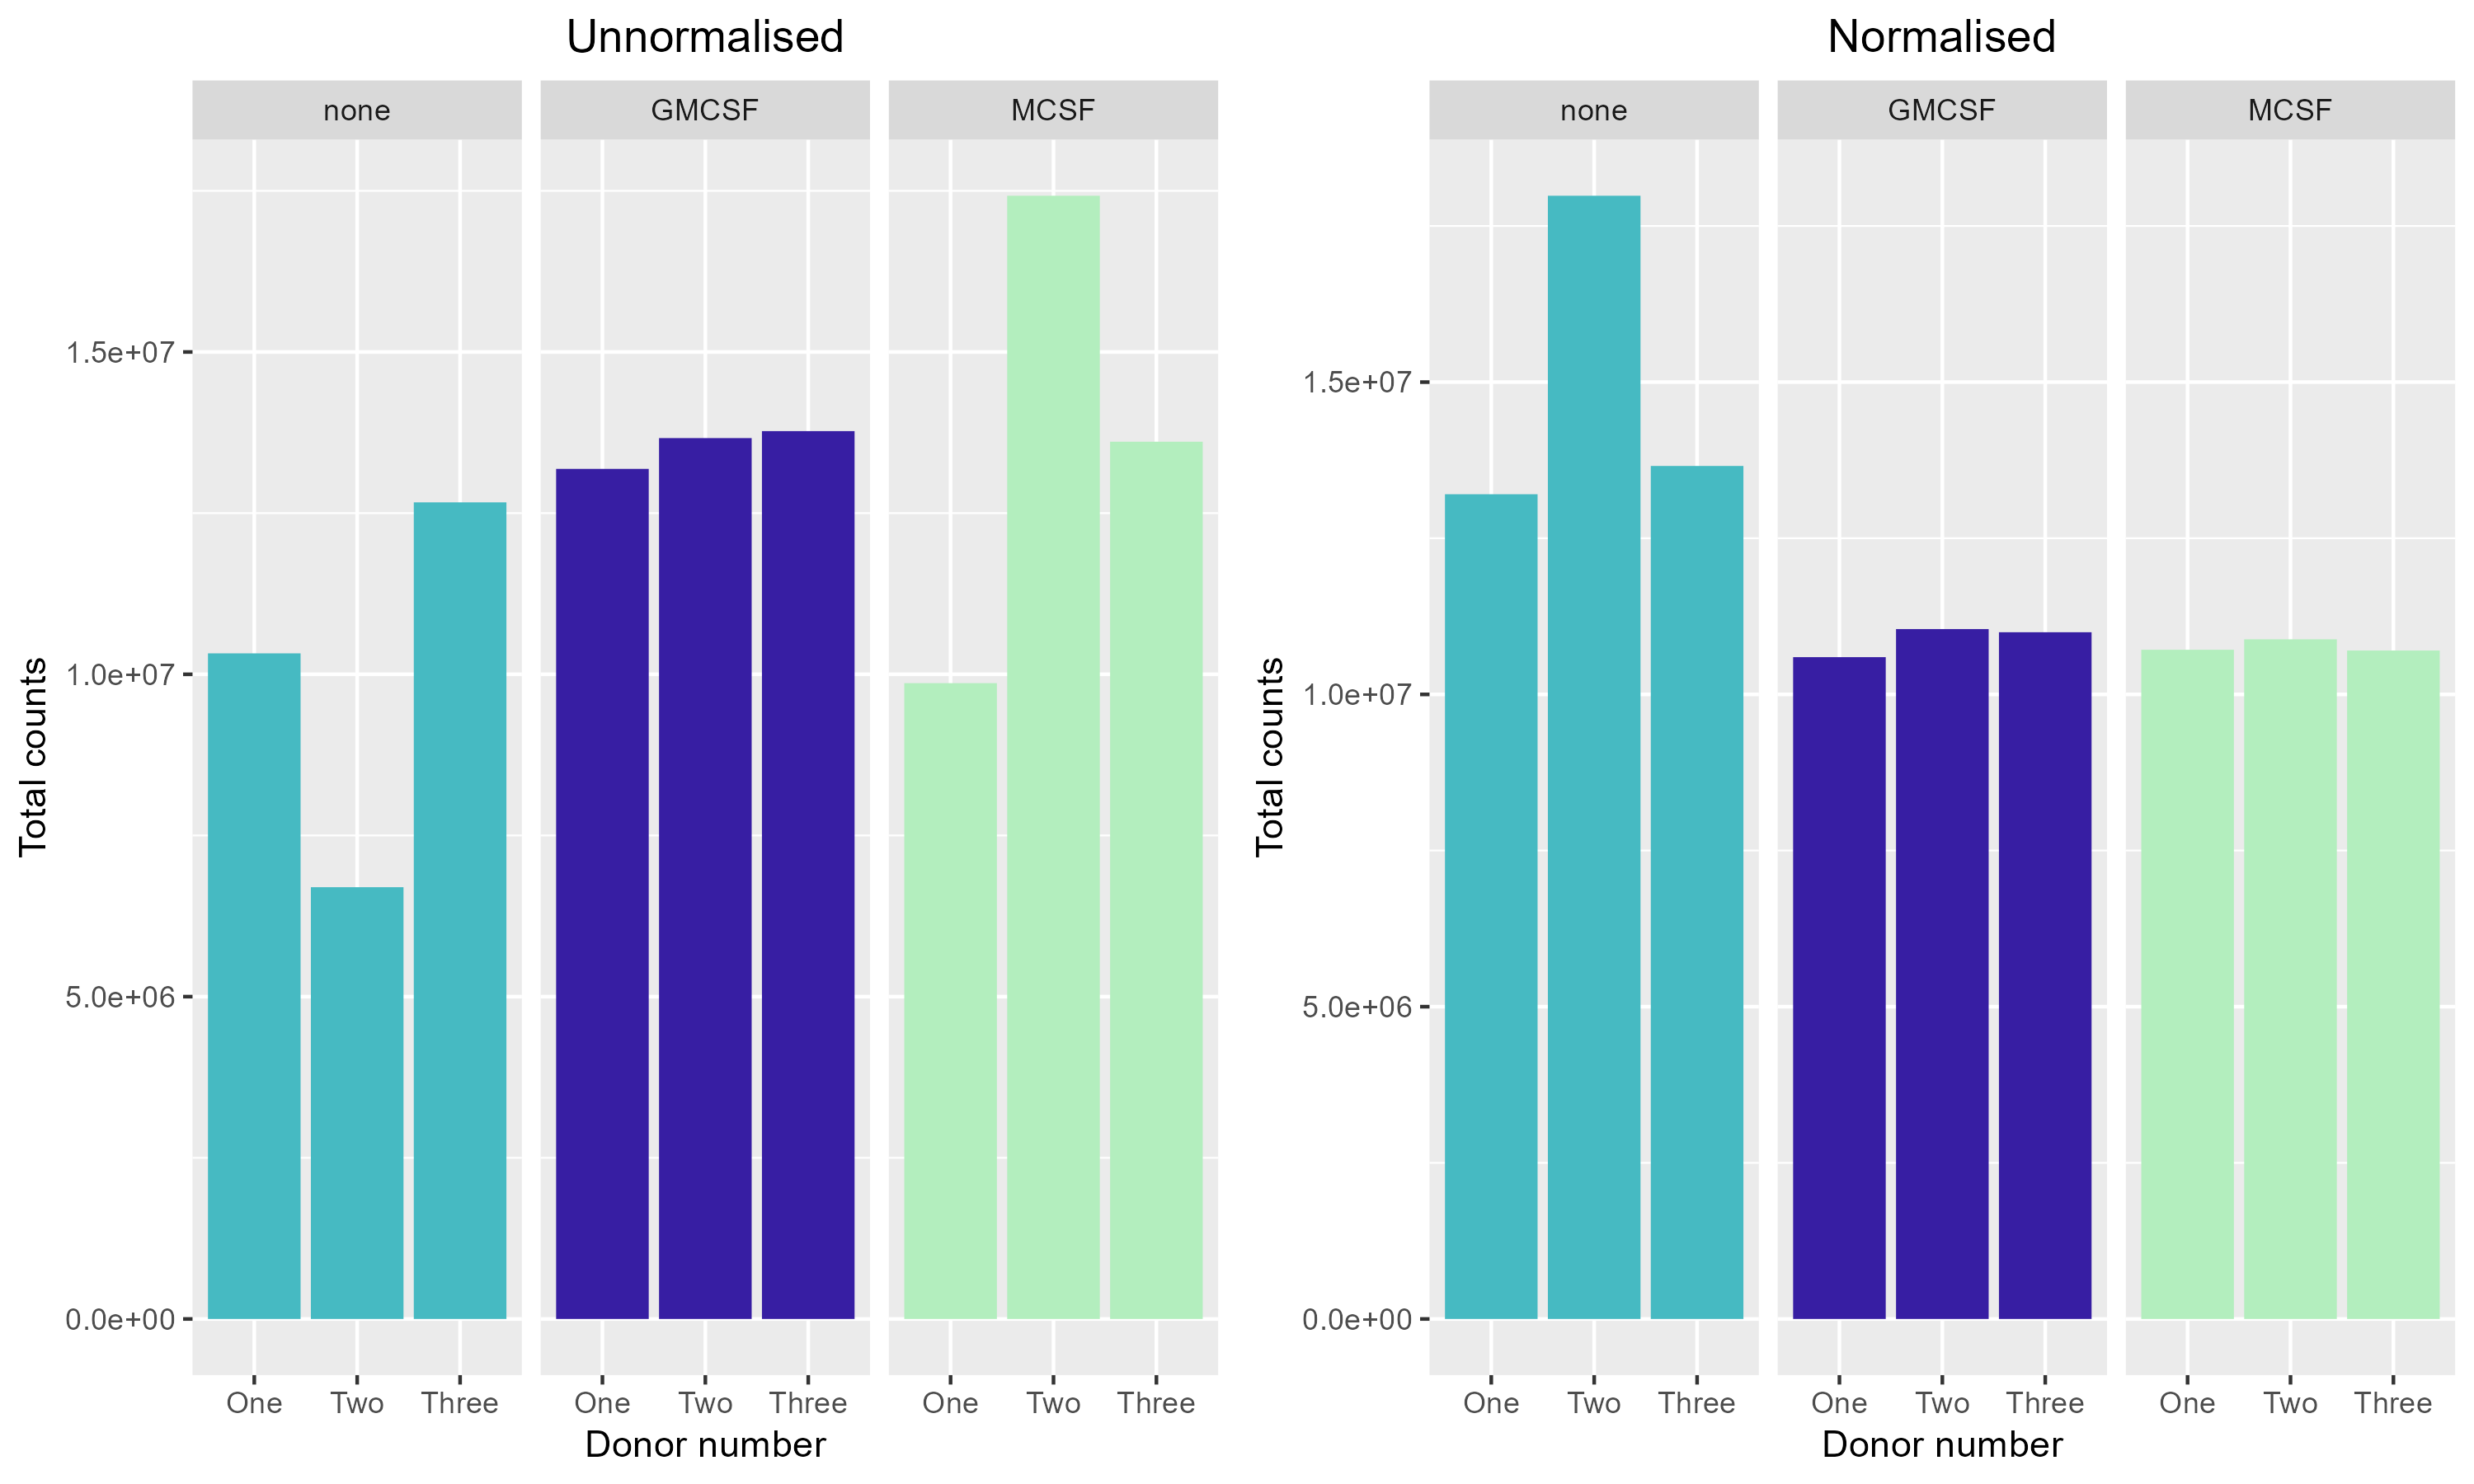 Unnormalised
none GMCSF MCSF
Total counts
1.5e+07
1.0e+07
5.0e+06
0.0e+00
One Two Three One Two Three One Two Three
Donor number
Normalised
none GMCSF MCSF
Total counts
1.5e+07
1.0e+07
5.0e+06
0.0e+00
One Two Three One Two Three One Two Three
Donor number